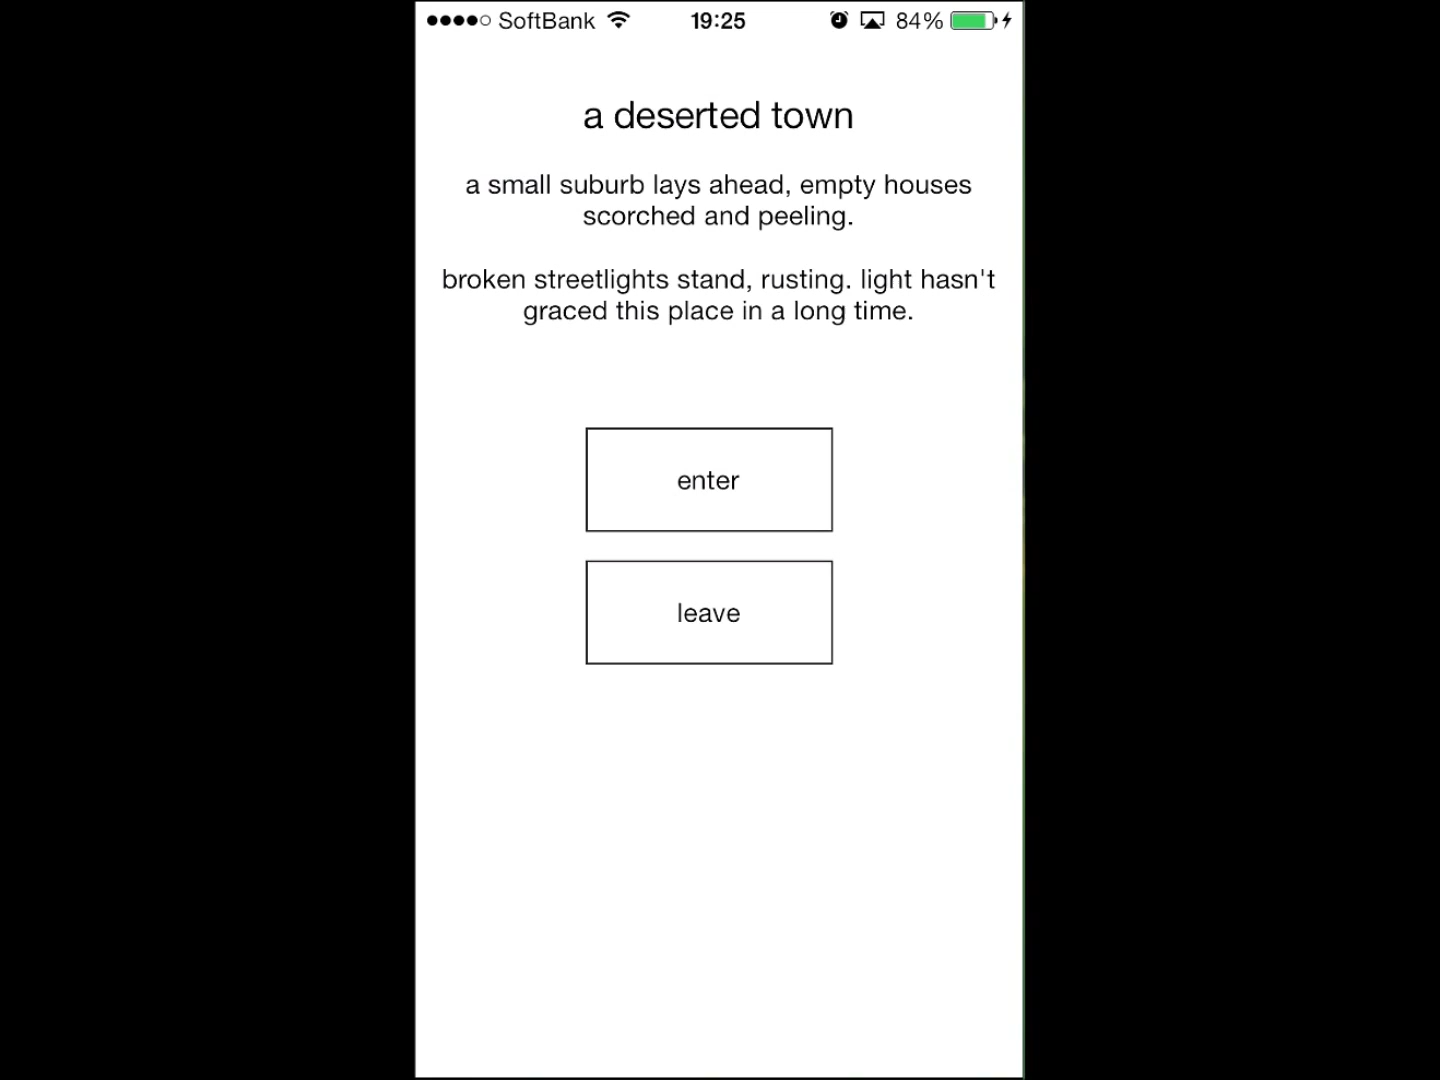 SoftBank 19:25 84%
a deserted town
a small suburb lays ahead, empty houses
scorched and peeling.
broken streetlights stand, rusting. light hasn't
graced this place in a long time.
enter
leave